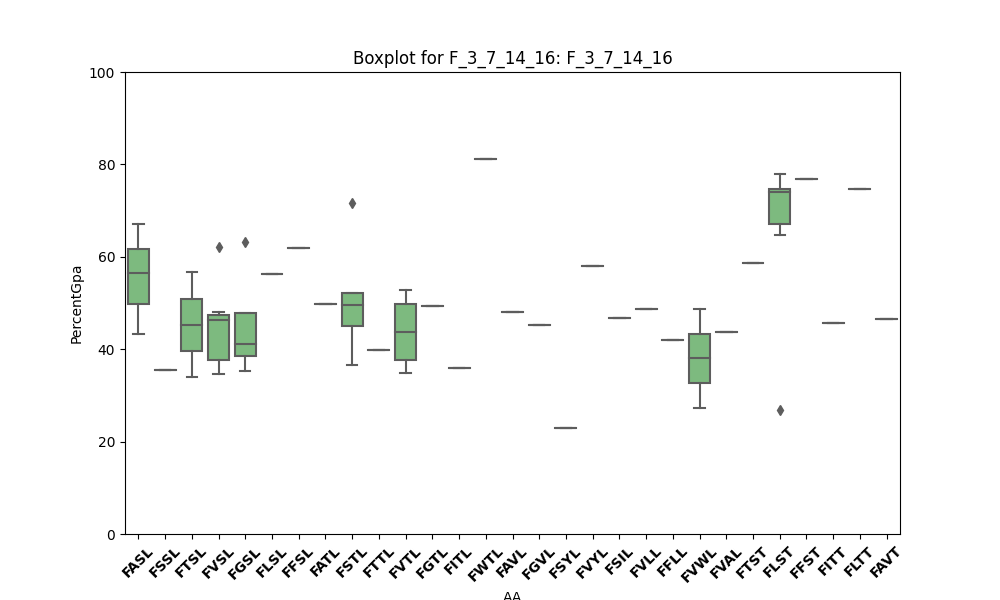 Boxplot for F_3_7_14_16: F_3_7_14_16
100
80
60
40
20
0
PercentGpa
FASL
FSSL
FTSL
FVSL
FGSL
FLSL
FFSL
FATL
FSTL
FTTL
FVTL
FGTL
FITL
FWTL
FAVL
FGVL
FSYL
FVYL
FSIL
FVLL
FFLL
FVWL
FVAL
FTST
FLST
FFST
FITT
FLTT
FAVT
AA